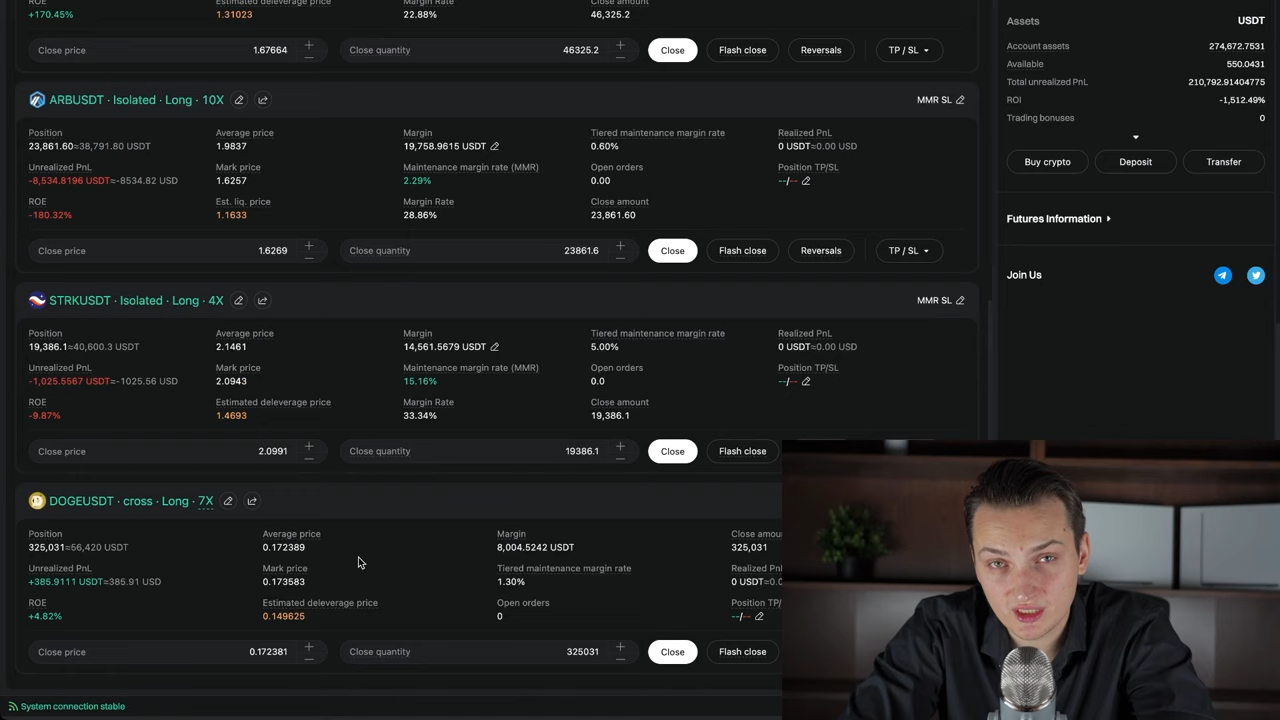 ROE
Estimated deleverage price
Margin Rate
Close amount
+170.45%
1.31023
22.88%
46,325.2
Close price
1.67664
Close quantity
46325.2
Close
Flash close
Reversals
TP / SL
ARBUSDT · Isolated · Long · 10X
MMR SL
Position
Average price
Margin
Tiered maintenance margin rate
Realized PnL
23,861.60≈38,791.80 USDT
1.9837
19,758.9615 USDT
0.60%
0 USDT≈0.00 USD
Unrealized PnL
Mark price
Maintenance margin rate (MMR)
Open orders
Position TP/SL
-8,534.8196 USDT≈-8534.82 USD
1.6257
2.29%
0.00
--/--
ROE
Est. liq. price
Margin Rate
Close amount
-180.32%
1.1633
28.86%
23,861.60
Close price
1.6269
Close quantity
23861.6
Close
Flash close
Reversals
TP / SL
STRKUSDT · Isolated · Long · 4X
MMR SL
Position
Average price
Margin
Tiered maintenance margin rate
Realized PnL
19,386.1≈40,600.3 USDT
2.1461
14,561.5679 USDT
5.00%
0 USDT≈0.00 USD
Unrealized PnL
Mark price
Maintenance margin rate (MMR)
Open orders
Position TP/SL
-1,025.5567 USDT≈-1025.56 USD
2.0943
15.16%
0.0
--/--
ROE
Estimated deleverage price
Margin Rate
Close amount
-9.87%
1.4693
33.34%
19,386.1
Close price
2.0991
Close quantity
19386.1
Close
Flash close
DOGEUSDT · cross · Long · 7X
Position
Average price
Margin
Close amou
325,031≈56,420 USDT
0.172389
8,004.5242 USDT
325,031
Unrealized PnL
Mark price
Tiered maintenance margin rate
Realized Pn
+385.9111 USDT≈385.91 USD
0.173583
1.30%
0 USDT≈0.0
ROE
Estimated deleverage price
Open orders
Position TP/
+4.82%
0.149625
0
--/--
Close price
0.172381
Close quantity
325031
Close
Flash close
System connection stable
Assets
USDT
Account assets
274,672.7531
Available
550.0431
Total unrealized PnL
210,792.91404775
ROI
-1,512.49%
Trading bonuses
0
Buy crypto
Deposit
Transfer
Futures Information
Join Us